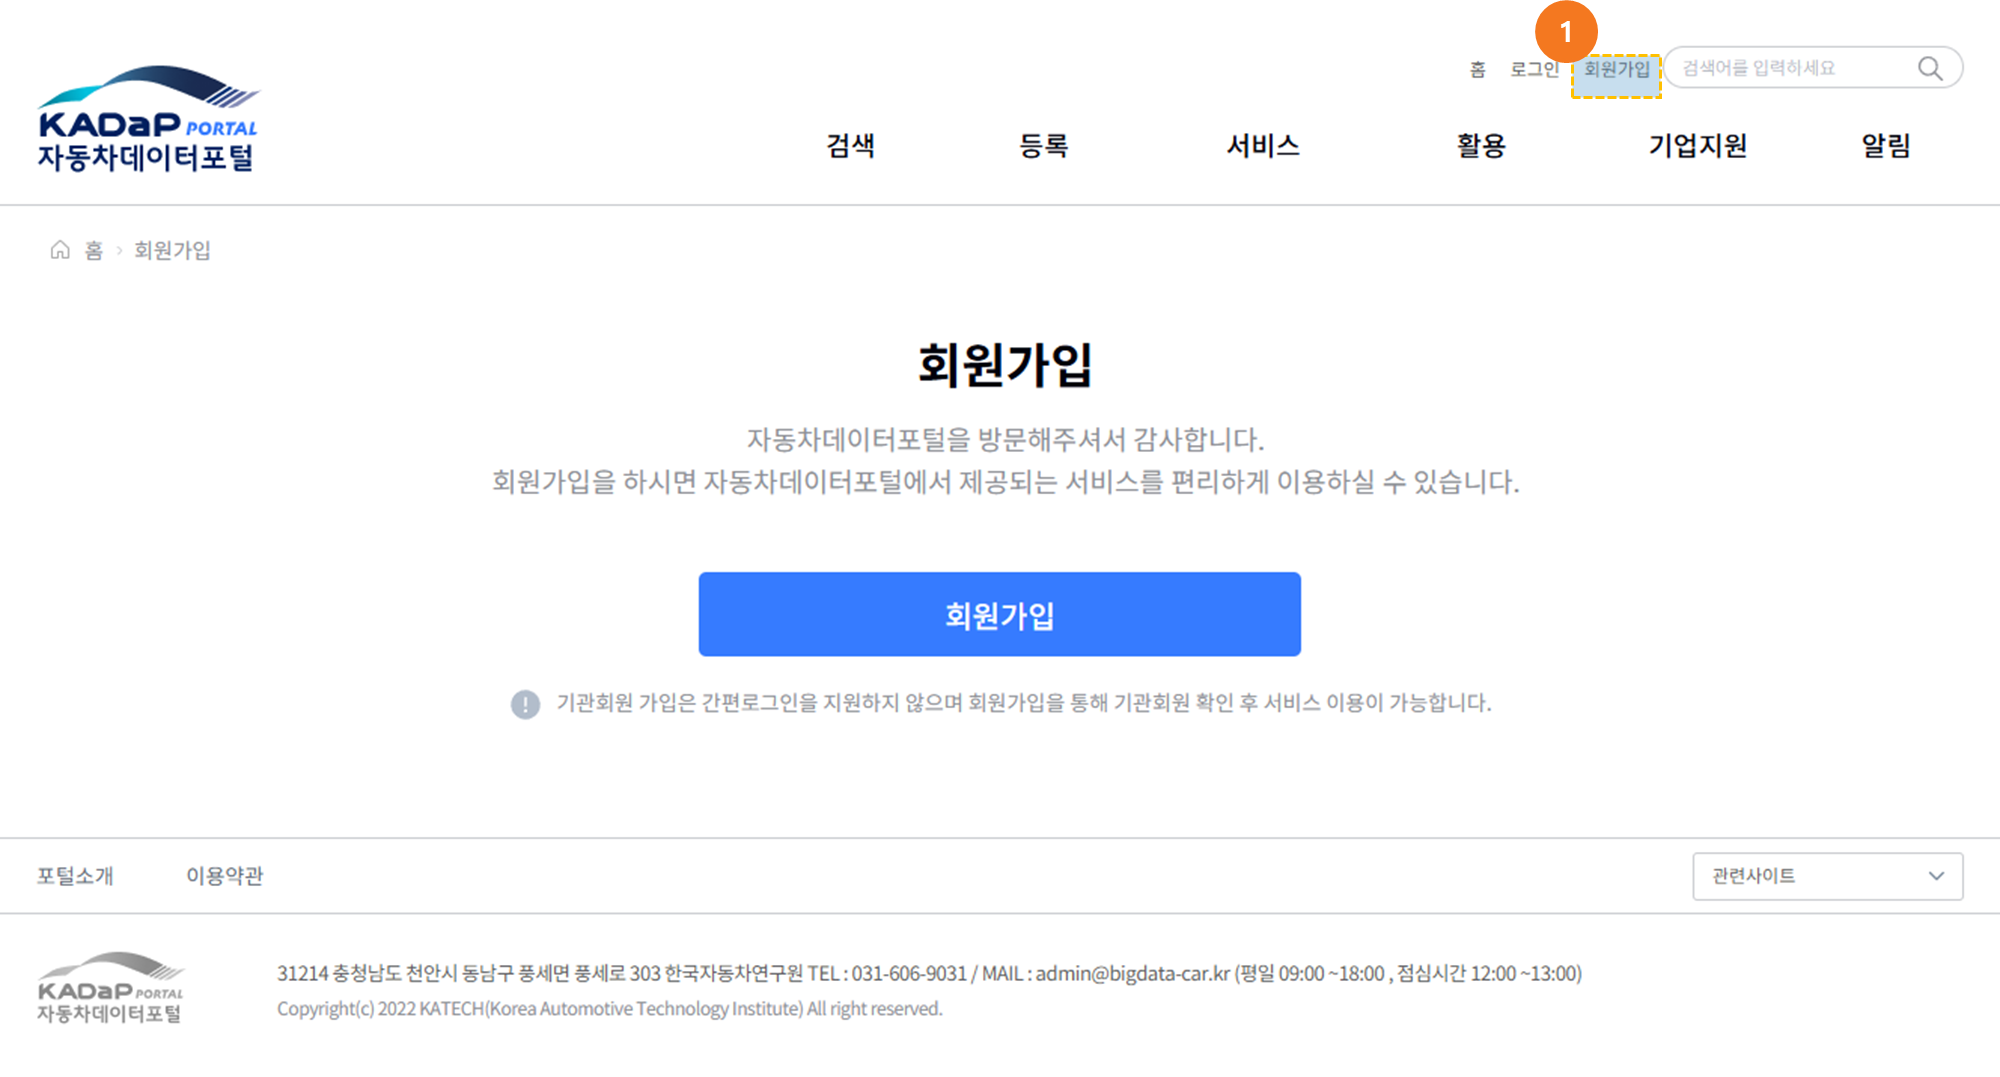 1
홈 로그인 회원가입 검색어를 입력하세요
KADaP PORTAL
자동차데이터포털
검색 등록 서비스 활용 기업지원 알림
홈 > 회원가입
회원가입
자동차데이터포털을 방문해주셔서 감사합니다.
회원가입을 하시면 자동차데이터포털에서 제공되는 서비스를 편리하게 이용하실 수 있습니다.
회원가입
! 기관회원 가입은 간편로그인을 지원하지 않으며 회원가입을 통해 기관회원 확인 후 서비스 이용이 가능합니다.
포털소개 이용약관 관련사이트
KADaP PORTAL
자동차데이터포털
31214 충청남도 천안시 동남구 풍세면 풍세로 303 한국자동차연구원 TEL : 031-606-9031 / MAIL : admin@bigdata-car.kr (평일 09:00 ~18:00 , 점심시간 12:00 ~13:00)
Copyright(c) 2022 KATECH(Korea Automotive Technology Institute) All right reserved.